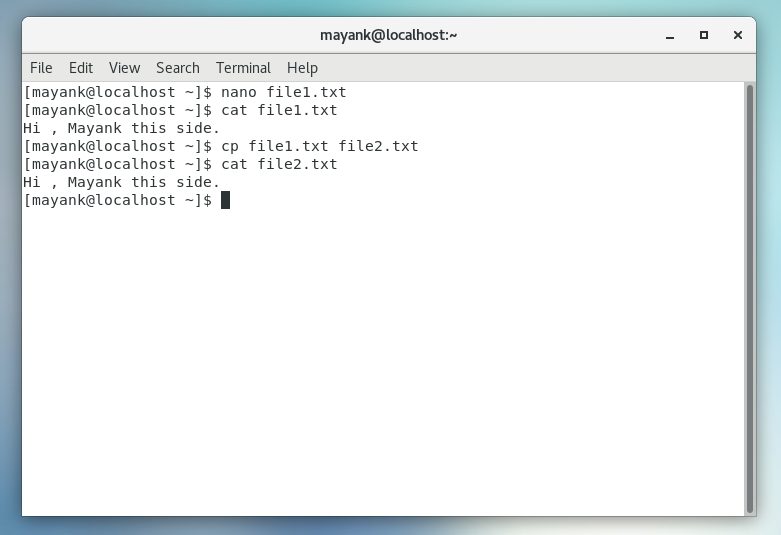 mayank@localhost:~
File Edit View Search Terminal Help
[mayank@localhost ~]$ nano file1.txt
[mayank@localhost ~]$ cat file1.txt
Hi , Mayank this side.
[mayank@localhost ~]$ cp file1.txt file2.txt
[mayank@localhost ~]$ cat file2.txt
Hi , Mayank this side.
[mayank@localhost ~]$